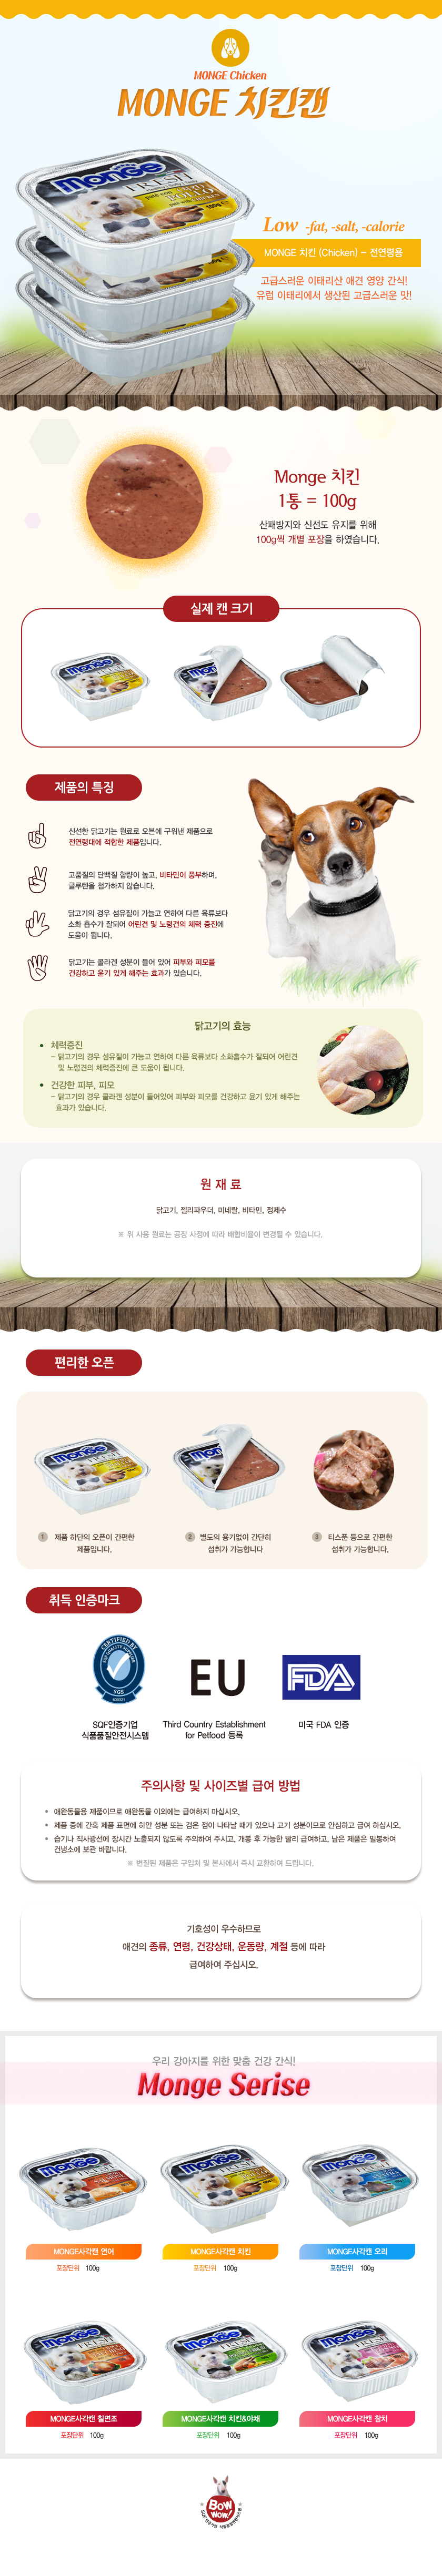 MONGE Chicken
MONGE 치킨캔
monge
FRESH
100g
monge
monge
Low -fat, -salt, -calorie
MONGE 치킨 (Chicken) - 전연령용
고급스러운 이태리산 애견 영양 간식!
유럽 이태리에서 생산된 고급스러운 맛!
Monge 치킨
1통 = 100g
산패방지와 신선도 유지를 위해
100g씩 개별 포장을 하였습니다.
실제 캔 크기
monge
제품의 특징
신선한 닭고기는 원료로 오븐에 구워낸 제품으로
전연령대에 적합한 제품입니다.
고품질의 단백질 함량이 높고, 비타민이 풍부하며,
글루텐을 첨가하지 않습니다.
닭고기의 경우 섬유질이 가늘고 연하여 다른 육류보다
소화 흡수가 잘되어 어린견 및 노령견의 체력 증진에
도움이 됩니다.
닭고기는 콜라겐 성분이 들어 있어 피부와 피모를
건강하고 윤기 있게 해주는 효과가 있습니다.
닭고기의 효능
• 체력증진
- 닭고기의 경우 섬유질이 가능고 연하여 다른 육류보다 소화흡수가 잘되어 어린견
및 노령견의 체력증진에 큰 도움이 됩니다.
• 건강한 피부, 피모
- 닭고기의 경우 콜라겐 성분이 들어있어 피부와 피모를 건강하고 윤기 있게 해주는
효과가 있습니다.
원 재 료
닭고기, 젤리파우더, 미네랄, 비타민, 정제수
※ 위 사용 원료는 공장 사정에 따라 배합비율이 변경될 수 있습니다.
편리한 오픈
monge
1 제품 하단의 오픈이 간편한
제품입니다.
2 별도의 용기없이 간단히
섭취가 가능합니다
3 티스푼 등으로 간편한
섭취가 가능합니다.
취득 인증마크
CERTIFIED BY
SGS
EU
FDA
SQF인증기업
식품품질안전시스템
Third Country Establishment
for Petfood 등록
미국 FDA 인증
주의사항 및 사이즈별 급여 방법
• 애완동물용 제품이므로 애완동물 이외에는 급여하지 마십시오.
• 제품 중에 간혹 제품 표면에 하얀 성분 또는 검은 점이 나타날 때가 있으나 고기 성분이므로 안심하고 급여 하십시오.
• 습기나 직사광선에 장시간 노출되지 않도록 주의하여 주시고, 개봉 후 가능한 빨리 급여하고, 남은 제품은 밀봉하여
건냉소에 보관 바랍니다.
※ 변질된 제품은 구입처 및 본사에서 즉시 교환하여 드립니다.
기호성이 우수하므로
애견의 종류, 연령, 건강상태, 운동량, 계절 등에 따라
급여하여 주십시오.
우리 강아지를 위한 맞춤 건강 간식!
Monge Serise
monge FRESH
monge FRESH
monge FRESH
MONGE사각캔 연어
MONGE사각캔 치킨
MONGE사각캔 오리
포장단위 100g
포장단위 100g
포장단위 100g
monge FRESH
monge FRESH
monge FRESH
MONGE사각캔 칠면조
MONGE사각캔 치킨&야채
MONGE사각캔 참치
포장단위 100g
포장단위 100g
포장단위 100g
BOW
WOW